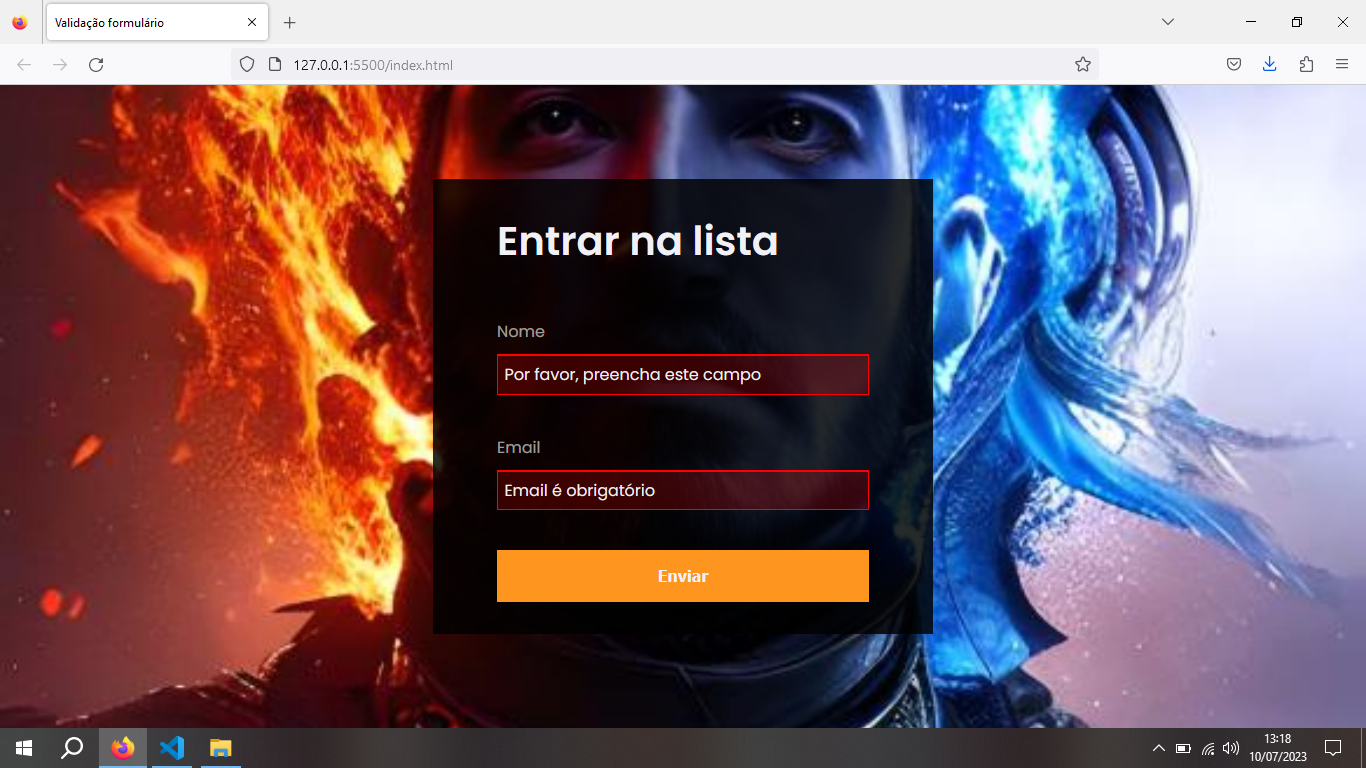 Validação formulário
127.0.0.1:5500/index.html
Entrar na lista
Nome
Por favor, preencha este campo
Email
Email é obrigatório
Enviar
13:18
10/07/2023